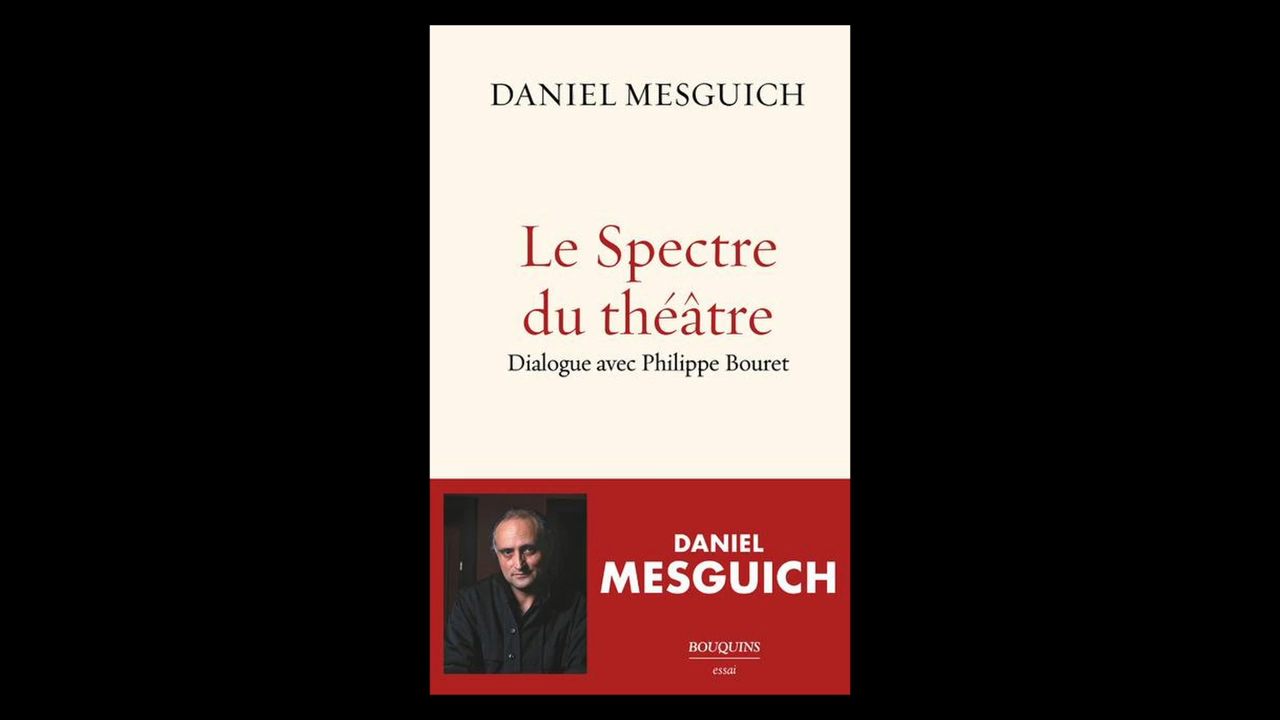 DANIEL MESGUICH
Le Spectre
du théâtre
Dialogue avec Philippe Bouret
DANIEL
MESGUICH
BOUQUINS
essai